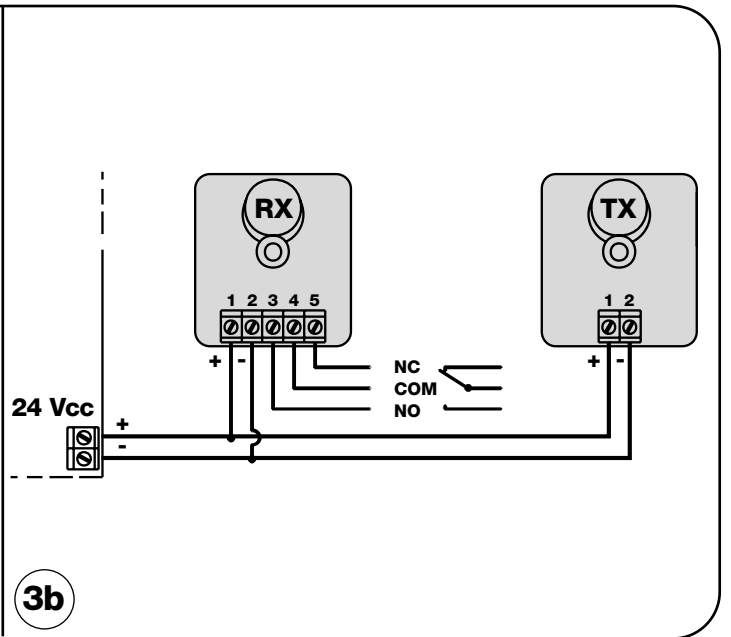 RX TX
1 2 3 4 5 1 2
+ - NC + -
COM
24 Vcc NO
+
-
3b